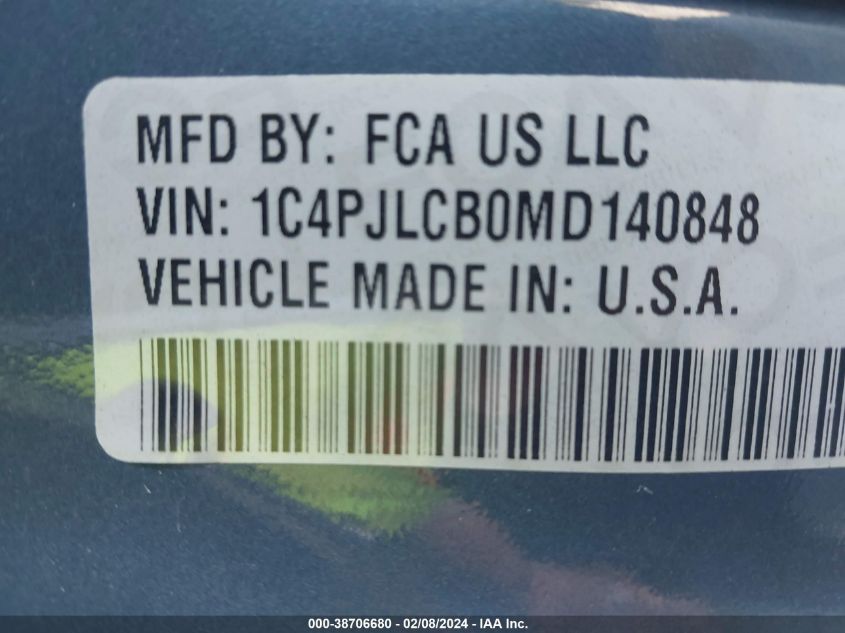 MFD BY: FCA US LLC
VIN: 1C4PJLCB0MD140848
VEHICLE MADE IN: U.S.A.
000-38706680 - 02/08/2024 - IAA Inc.